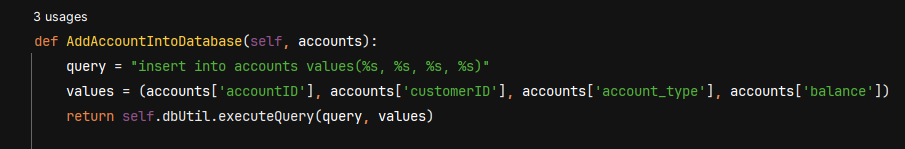 3 usages
def AddAccountIntoDatabase(self, accounts):
    query = "insert into accounts values(%s, %s, %s, %s)"
    values = (accounts['accountID'], accounts['customerID'], accounts['account_type'], accounts['balance'])
    return self.dbUtil.executeQuery(query, values)